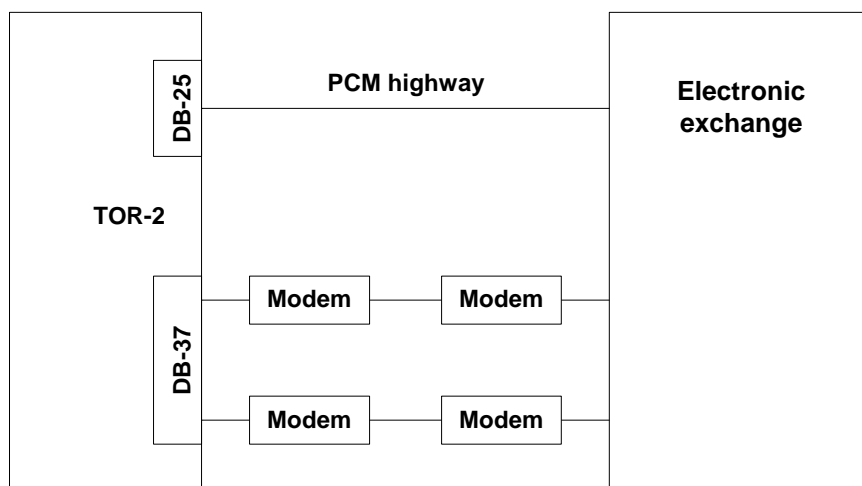 DB-25
PCM highway
Electronic
exchange
TOR-2
DB-37
Modem
Modem
Modem
Modem